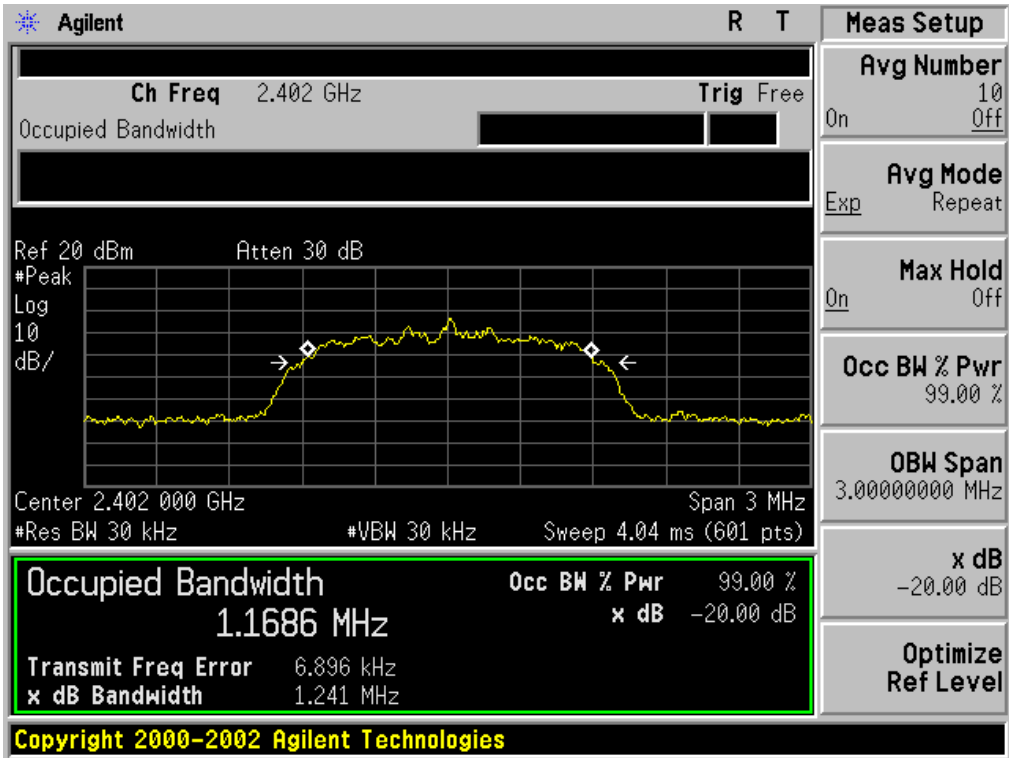 Agilent
R T
Ch Freq 2.402 GHz
Trig Free
Occupied Bandwidth
Ref 20 dBm
Atten 30 dB
#Peak
Log
10
dB/
Center 2.402 000 GHz
Span 3 MHz
#Res BW 30 kHz
#VBW 30 kHz
Sweep 4.04 ms (601 pts)
Occupied Bandwidth
1.1686 MHz
Occ BW % Pwr 99.00 %
x dB -20.00 dB
Transmit Freq Error 6.896 kHz
x dB Bandwidth 1.241 MHz
Copyright 2000-2002 Agilent Technologies
Meas Setup
Avg Number
10
On Off
Avg Mode
Exp Repeat
Max Hold
On Off
Occ BW % Pwr
99.00 %
OBW Span
3.00000000 MHz
x dB
-20.00 dB
Optimize
Ref Level